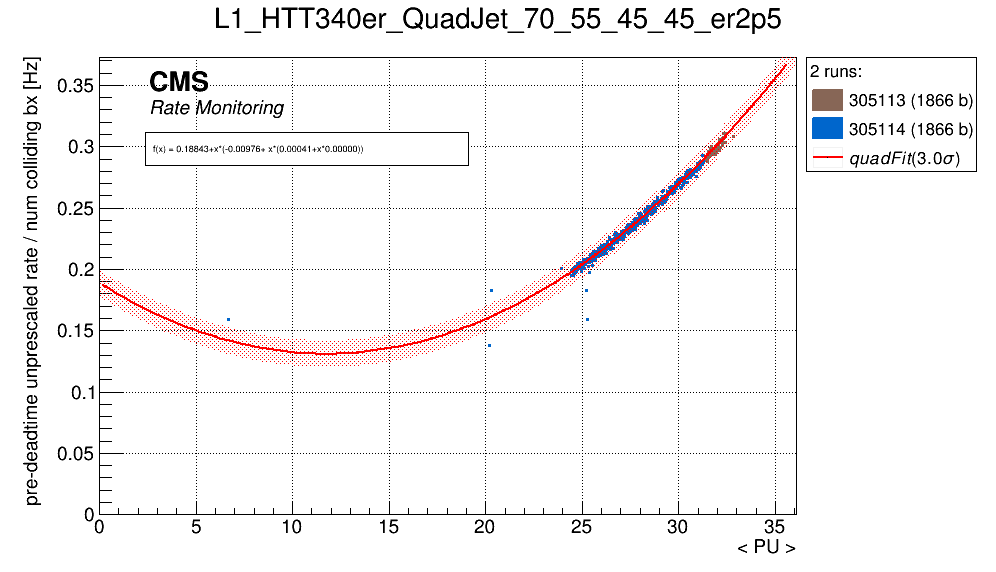 L1_HTT340er_QuadJet_70_55_45_45_er2p5
pre-deadtime unprescaled rate / num colliding bx [Hz]
CMS
Rate Monitoring
f(x) = 0.18843+x*(-0.00976+ x*(0.00041+x*0.00000))
2 runs:
305113 (1866 b)
305114 (1866 b)
quadFit(3.0σ)
0.35
0.3
0.25
0.2
0.15
0.1
0.05
0
0 5 10 15 20 25 30 35
< PU >